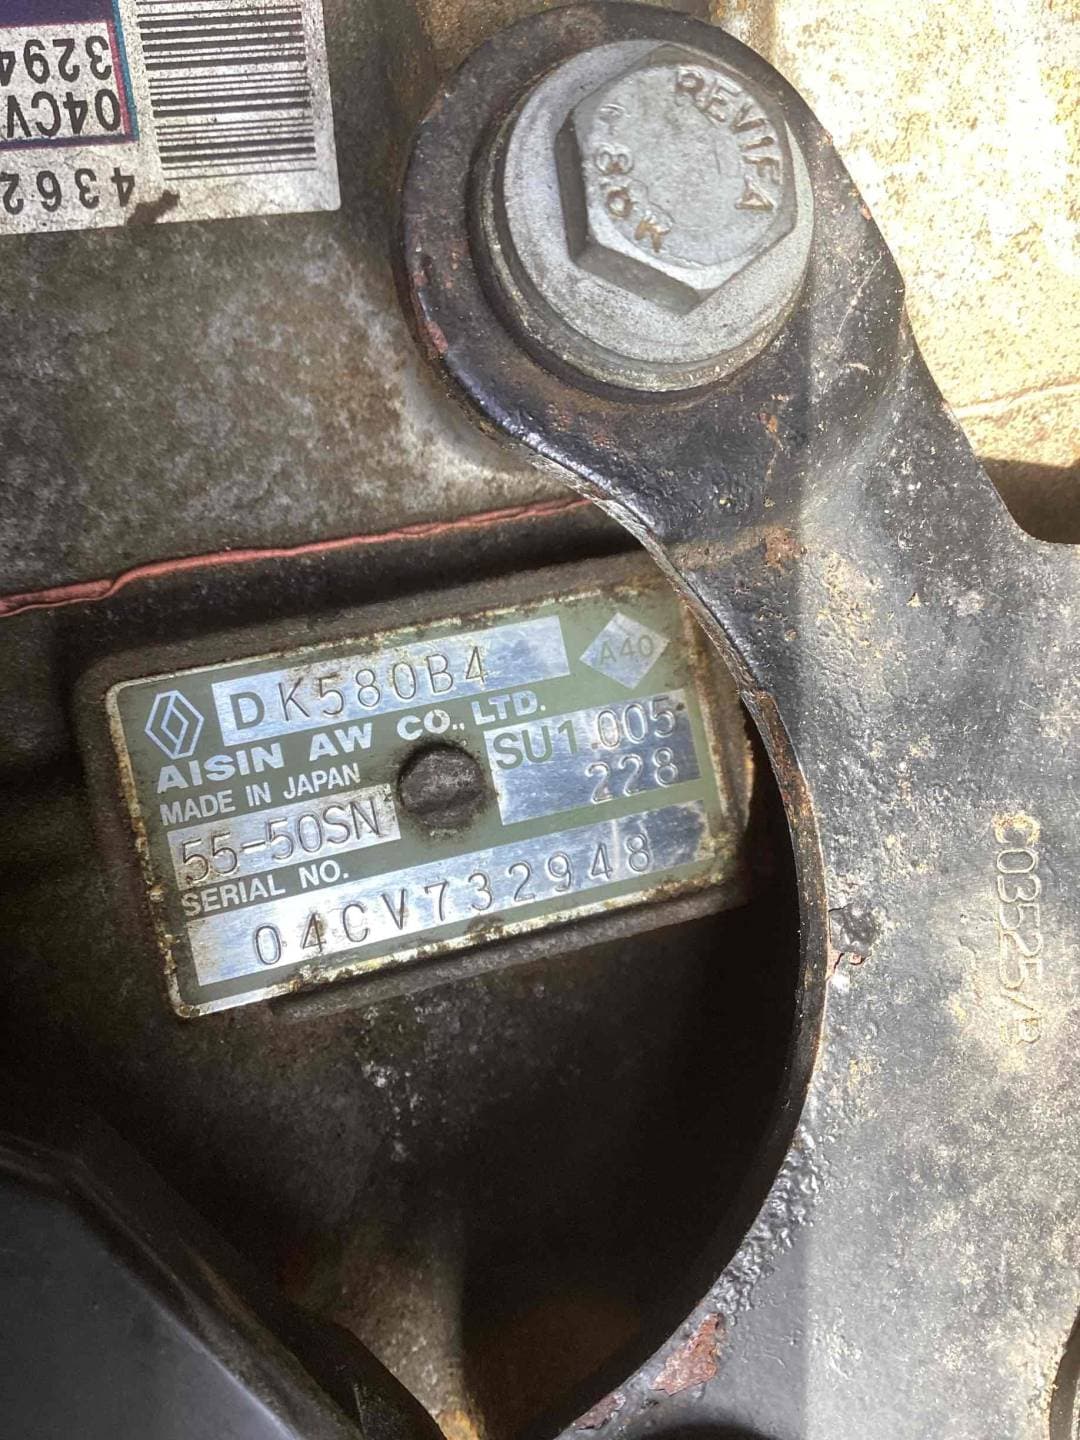 4362
04CV
3294
REVIFA
M08
DK580B4
A40
AISIN AW CO., LTD.
MADE IN JAPAN
SU1 005
228
55-50SN
SERIAL NO.
04CV732948
C03525/B